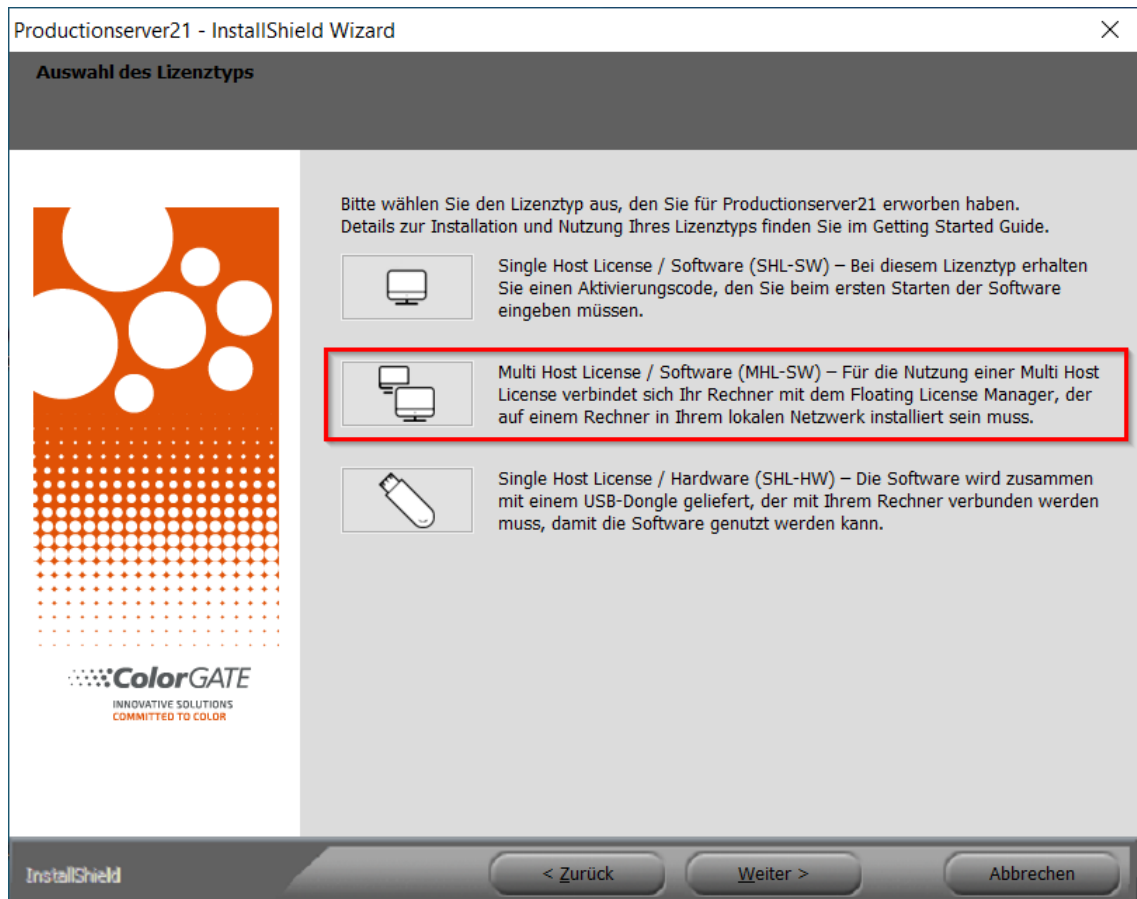 Productionserver21 - InstallShield Wizard
Auswahl des Lizenztyps
Bitte wählen Sie den Lizenztyp aus, den Sie für Productionserver21 erworben haben.
Details zur Installation und Nutzung Ihres Lizenztyps finden Sie im Getting Started Guide.
Single Host License / Software (SHL-SW) – Bei diesem Lizenztyp erhalten
Sie einen Aktivierungscode, den Sie beim ersten Starten der Software
eingeben müssen.
Multi Host License / Software (MHL-SW) – Für die Nutzung einer Multi Host
License verbindet sich Ihr Rechner mit dem Floating License Manager, der
auf einem Rechner in Ihrem lokalen Netzwerk installiert sein muss.
Single Host License / Hardware (SHL-HW) – Die Software wird zusammen
mit einem USB-Dongle geliefert, der mit Ihrem Rechner verbunden werden
muss, damit die Software genutzt werden kann.
ColorGATE
INNOVATIVE SOLUTIONS
COMMITTED TO COLOR
InstallShield
< Zurück
Weiter >
Abbrechen